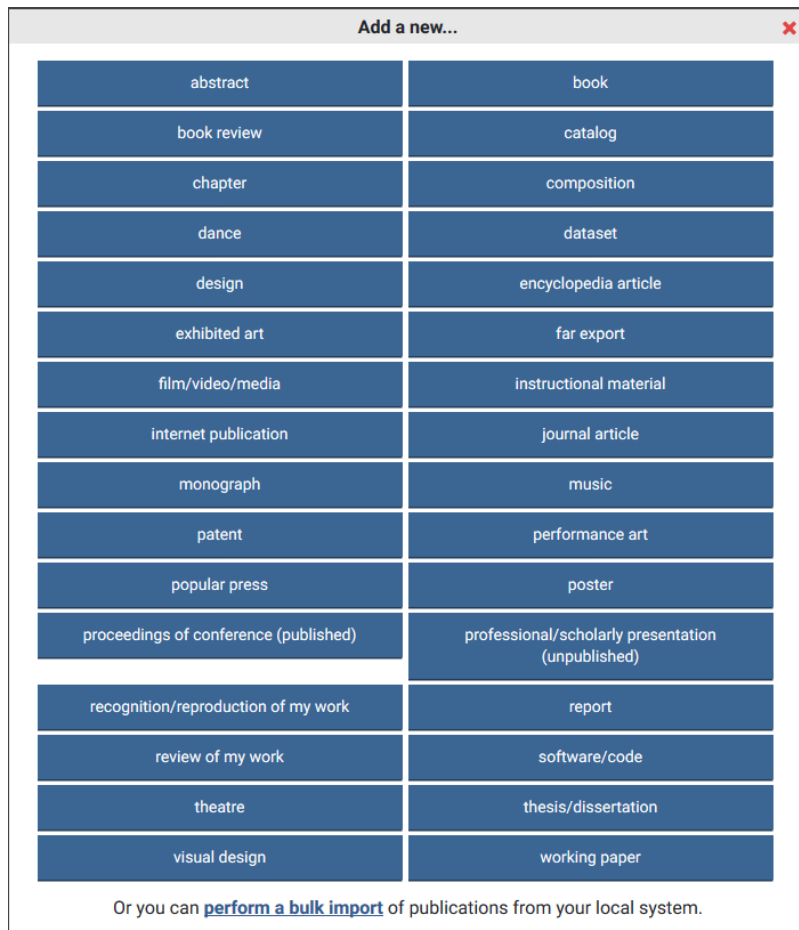 Add a new...
abstract
book
book review
catalog
chapter
composition
dance
dataset
design
encyclopedia article
exhibited art
far export
film/video/media
instructional material
internet publication
journal article
monograph
music
patent
performance art
popular press
poster
proceedings of conference (published)
professional/scholarly presentation
(unpublished)
recognition/reproduction of my work
report
review of my work
software/code
theatre
thesis/dissertation
visual design
working paper
Or you can perform a bulk import of publications from your local system.